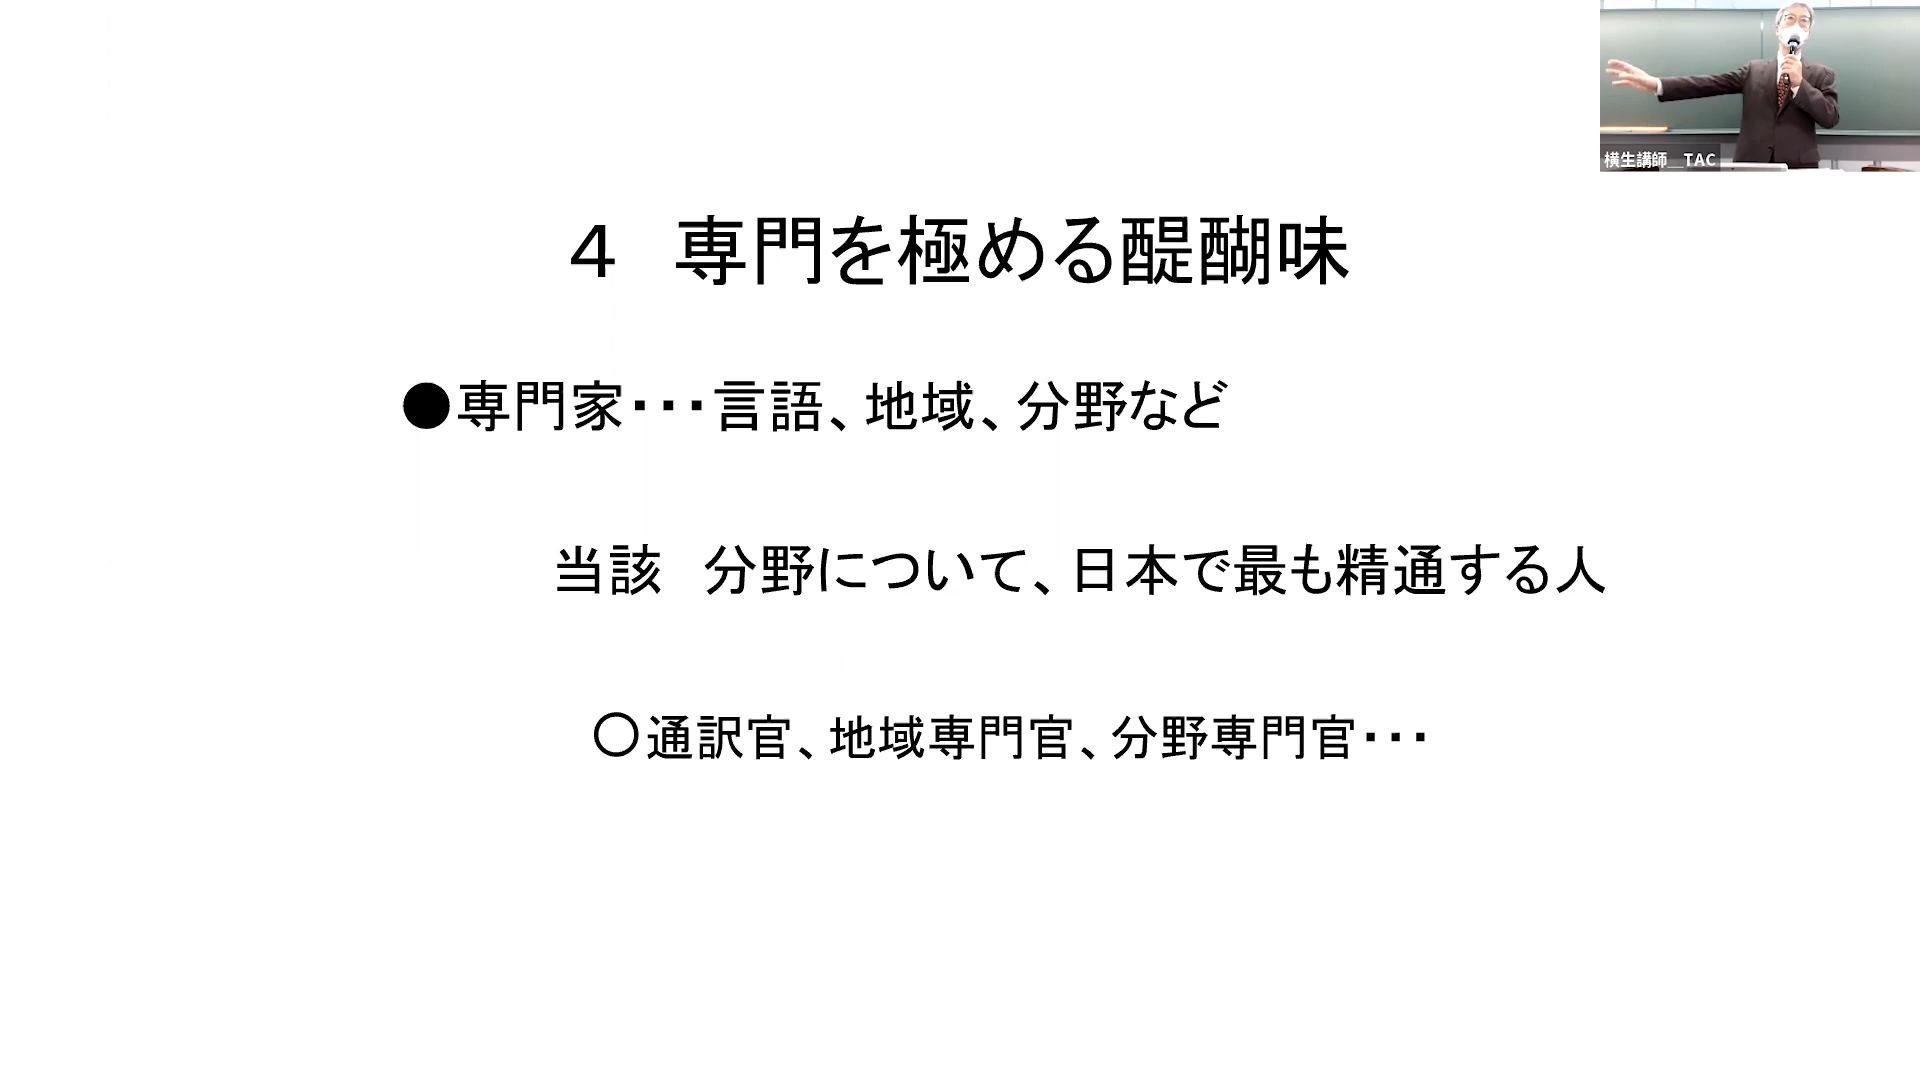 横生講師__TAC
４　専門を極める醍醐味
●専門家・・・言語、地域、分野など
当該　分野について、日本で最も精通する人
○通訳官、地域専門官、分野専門官・・・